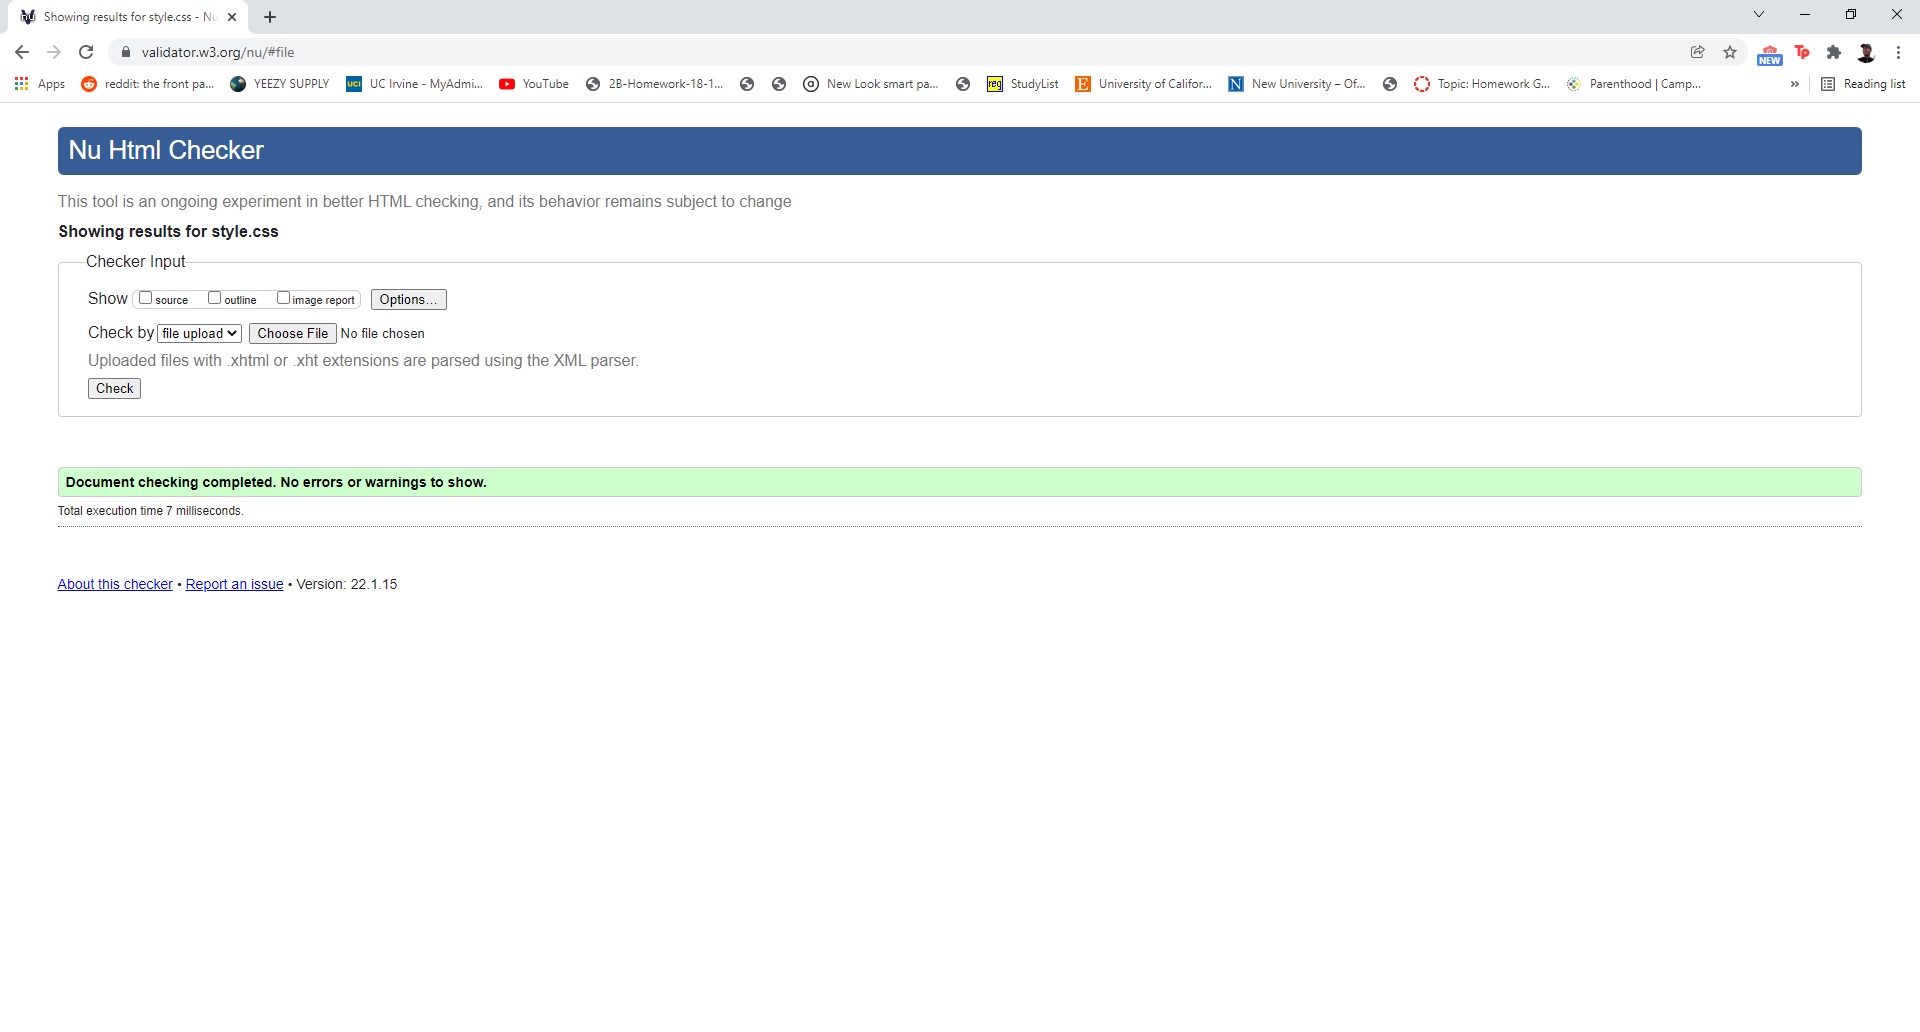 Showing results for style.css - Nu
validator.w3.org/nu/#file
NEW
Tp
Apps
reddit: the front pa...
YEEZY SUPPLY
UCI
UC Irvine - MyAdmi...
YouTube
2B-Homework-18-1...
New Look smart pa...
reg
StudyList
E
University of Califor...
N
New University – Of...
Topic: Homework G...
Parenthood | Camp...
»
Reading list
Nu Html Checker
This tool is an ongoing experiment in better HTML checking, and its behavior remains subject to change
Showing results for style.css
Checker Input
Show source outline image report Options...
Check by file upload Choose File No file chosen
Uploaded files with .xhtml or .xht extensions are parsed using the XML parser.
Check
Document checking completed. No errors or warnings to show.
Total execution time 7 milliseconds.
About this checker • Report an issue • Version: 22.1.15